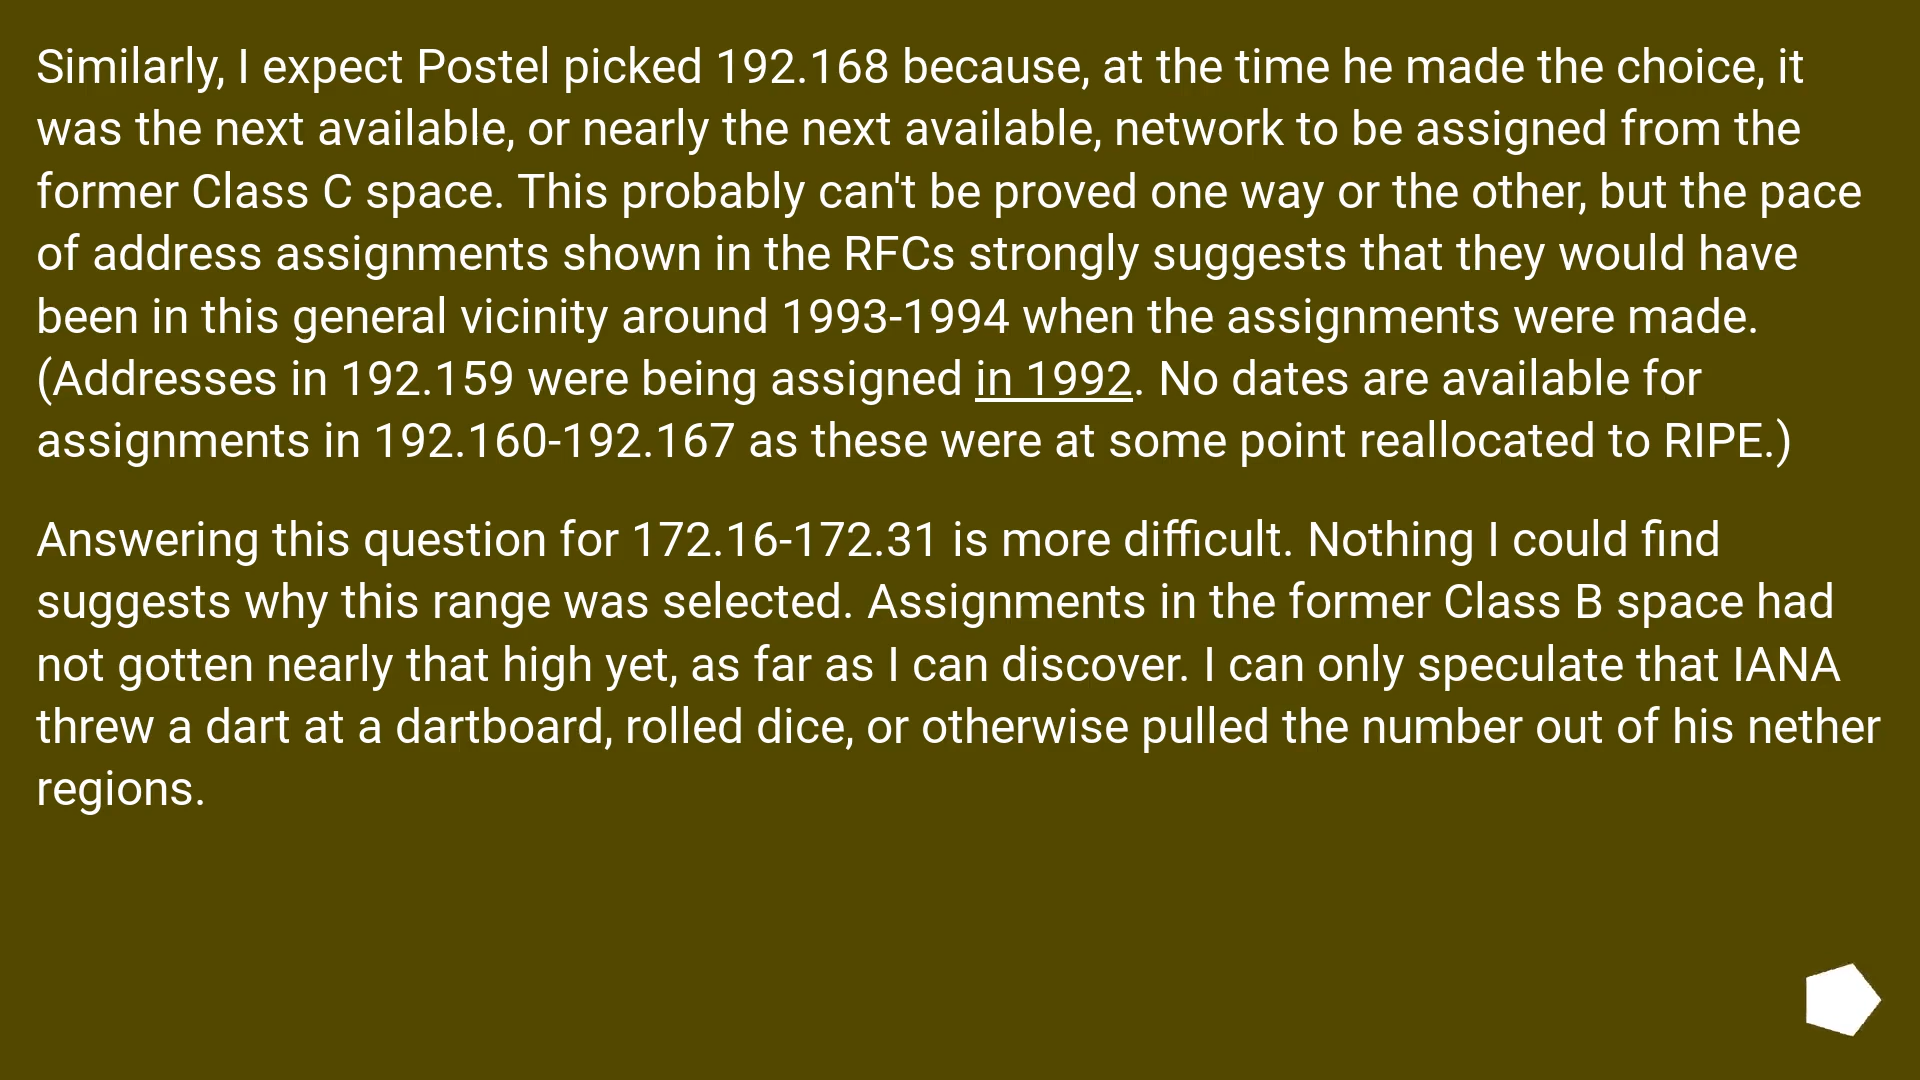 Similarly, I expect Postel picked 192.168 because, at the time he made the choice, it
was the next available, or nearly the next available, network to be assigned from the
former Class C space. This probably can't be proved one way or the other, but the pace
of address assignments shown in the RFCs strongly suggests that they would have
been in this general vicinity around 1993-1994 when the assignments were made.
(Addresses in 192.159 were being assigned in 1992. No dates are available for
assignments in 192.160-192.167 as these were at some point reallocated to RIPE.)
Answering this question for 172.16-172.31 is more difficult. Nothing I could find
suggests why this range was selected. Assignments in the former Class B space had
not gotten nearly that high yet, as far as I can discover. I can only speculate that IANA
threw a dart at a dartboard, rolled dice, or otherwise pulled the number out of his nether
regions.